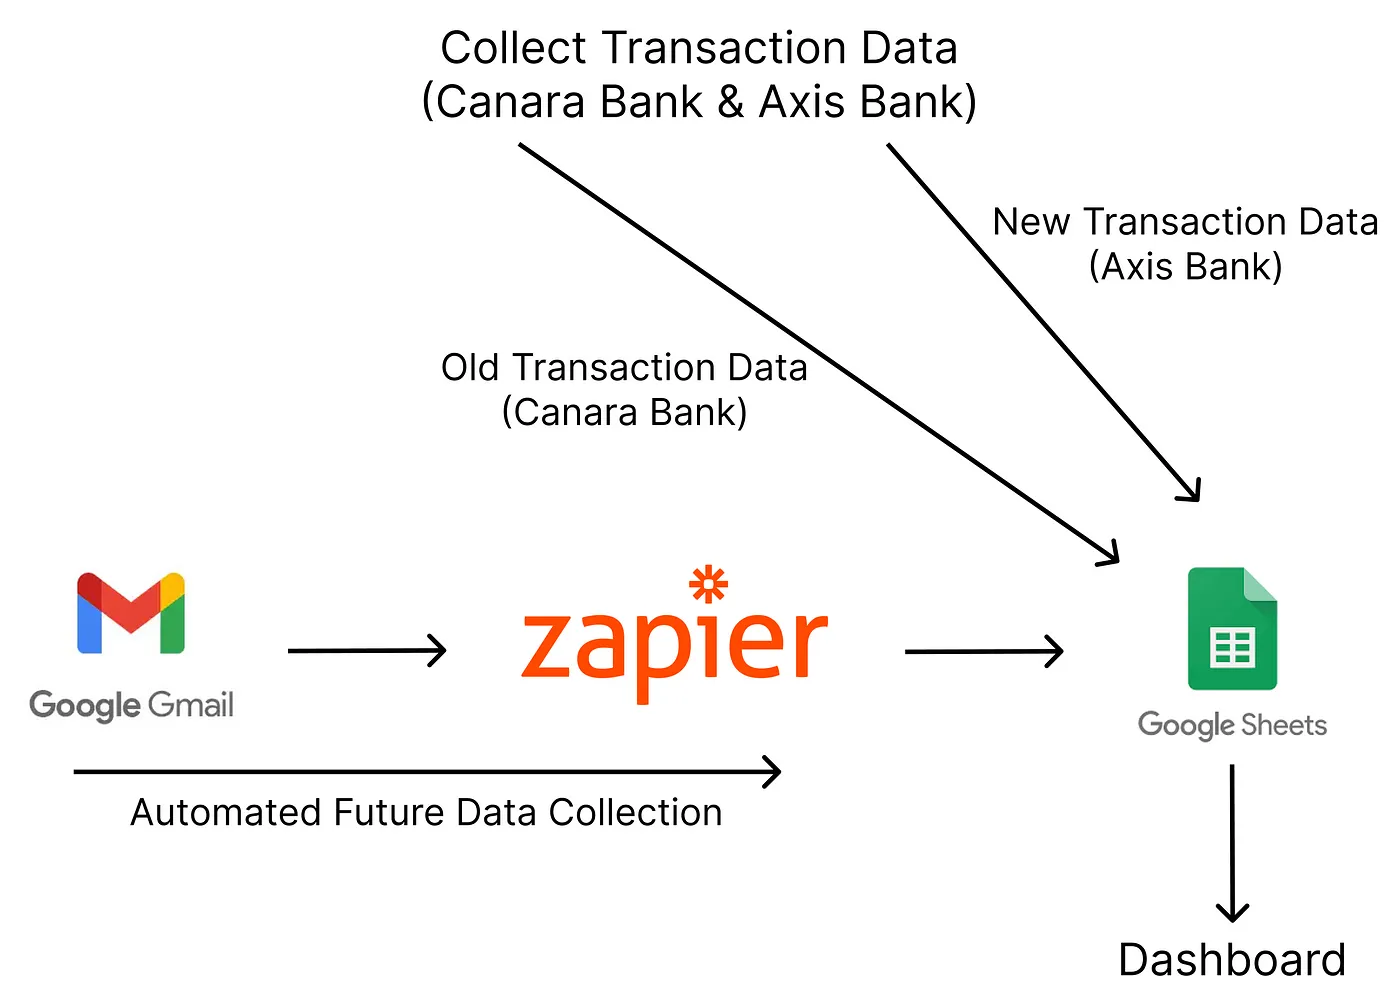 Collect Transaction Data
(Canara Bank & Axis Bank)
New Transaction Data
(Axis Bank)
Old Transaction Data
(Canara Bank)
Google Gmail
zapier
Google Sheets
Automated Future Data Collection
Dashboard